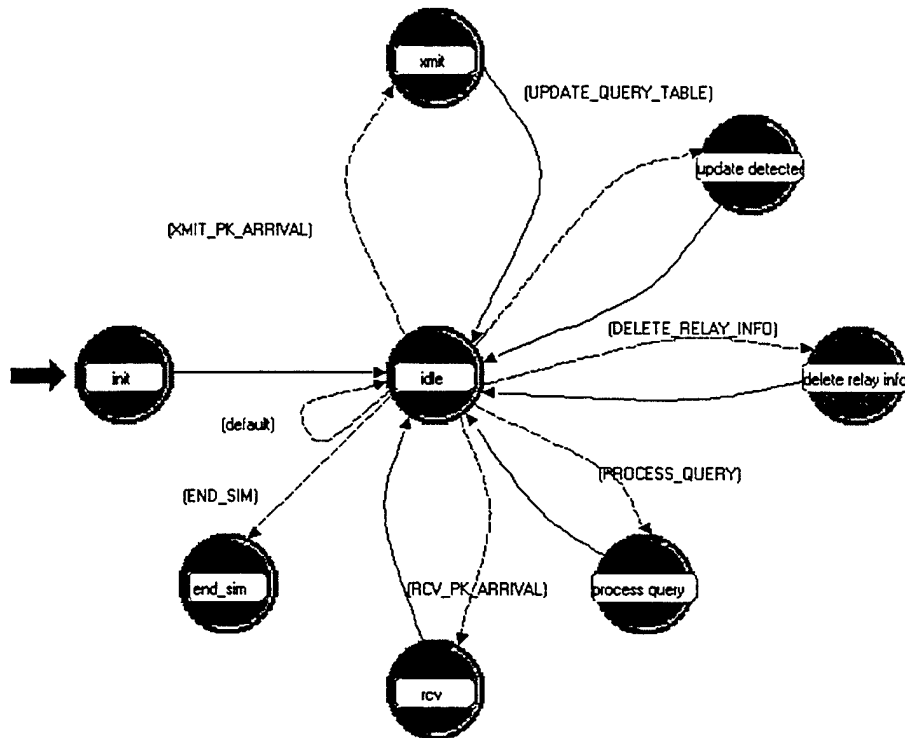 xmit
(UPDATE_QUERY_TABLE)
update detected
(XMIT_PK_ARRIVAL)
(DELETE_RELAY_INFO)
init
idle
delete relay info
(default)
(PROCESS_QUERY)
(END_SIM)
end_sim
(RCV_PK_ARRIVAL)
process query
rcv